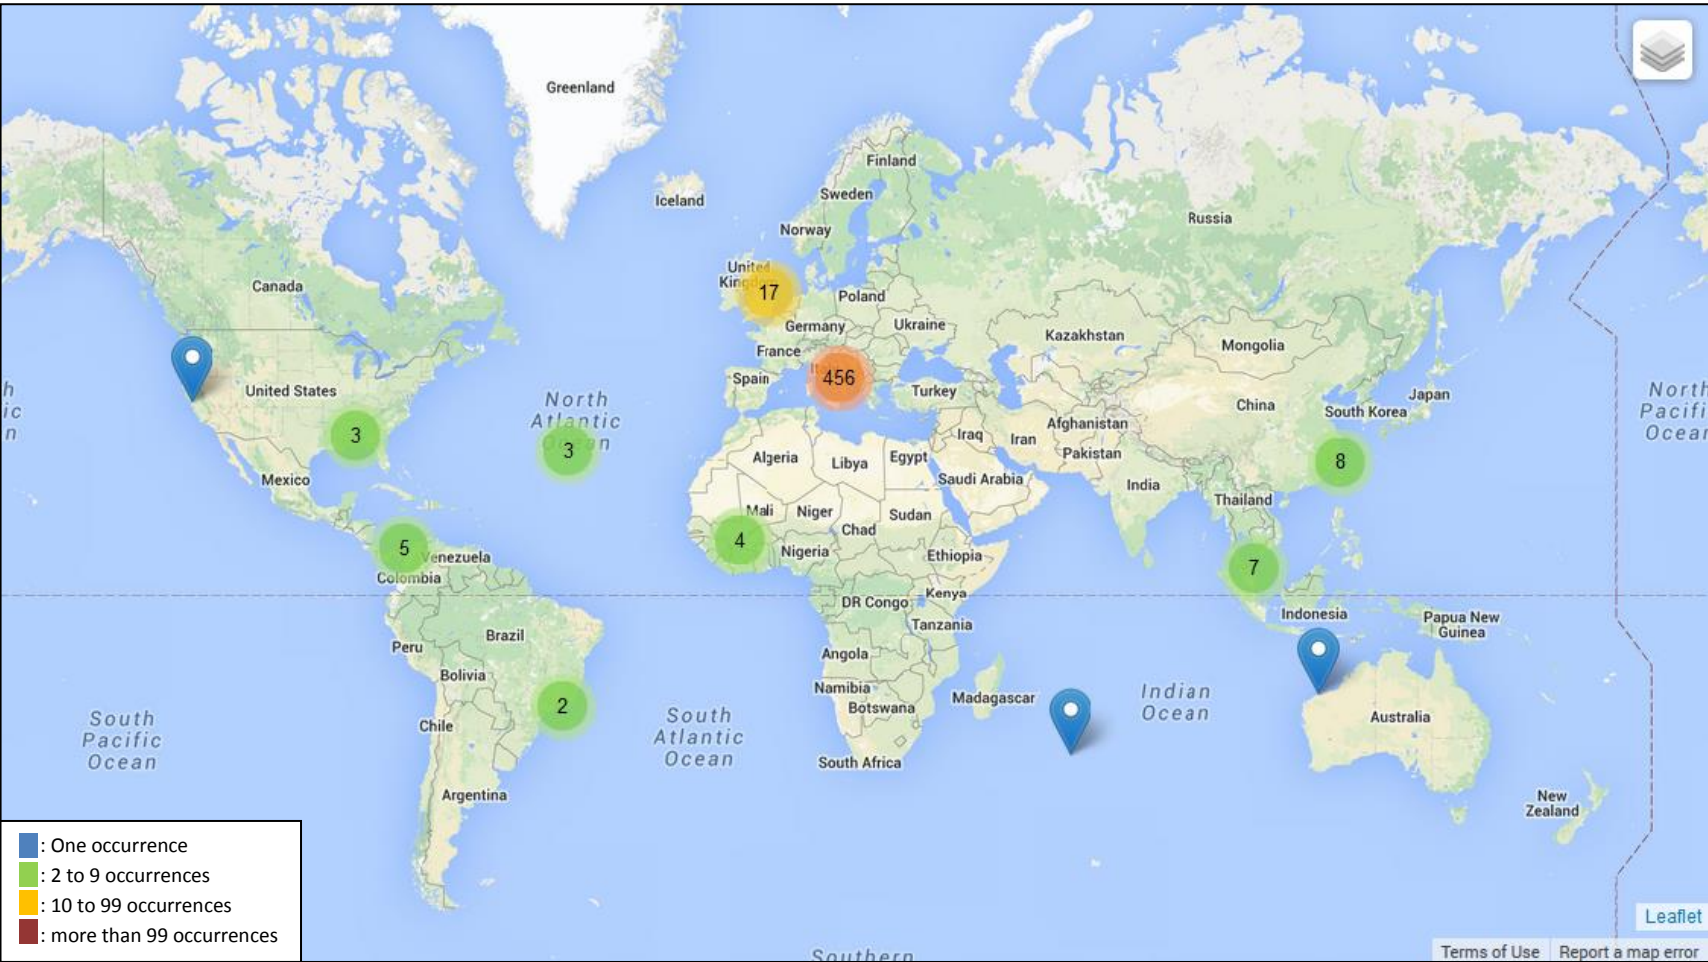 Greenland
Finland
Iceland
Sweden
Russia
Norway
United
Canada
17
Poland
Germany
Ukraine
Kazakhstan
Mongolia
France
456
Spain
United States
Turkey
Japan
China
South Korea
North
Atlantic
Ocean
North
Pacific
Ocean
Afghanistan
3
Iraq
Iran
3
Pakistan
Algeria
Libya
Egypt
8
Mexico
Saudi Arabia
India
Thailand
Mali
Niger
Sudan
Chad
4
5
Venezuela
Nigeria
Ethiopia
7
Colombia
Kenya
DR Congo
Indonesia
Papua New
Guinea
Tanzania
Brazil
Peru
Angola
Bolivia
Namibia
Madagascar
Indian
Ocean
Botswana
2
South
Pacific
Ocean
South
Atlantic
Ocean
Chile
Australia
South Africa
Argentina
New
Zealand
: One occurrence
: 2 to 9 occurrences
: 10 to 99 occurrences
: more than 99 occurrences
Leaflet
Southern
Terms of Use
Report a map error